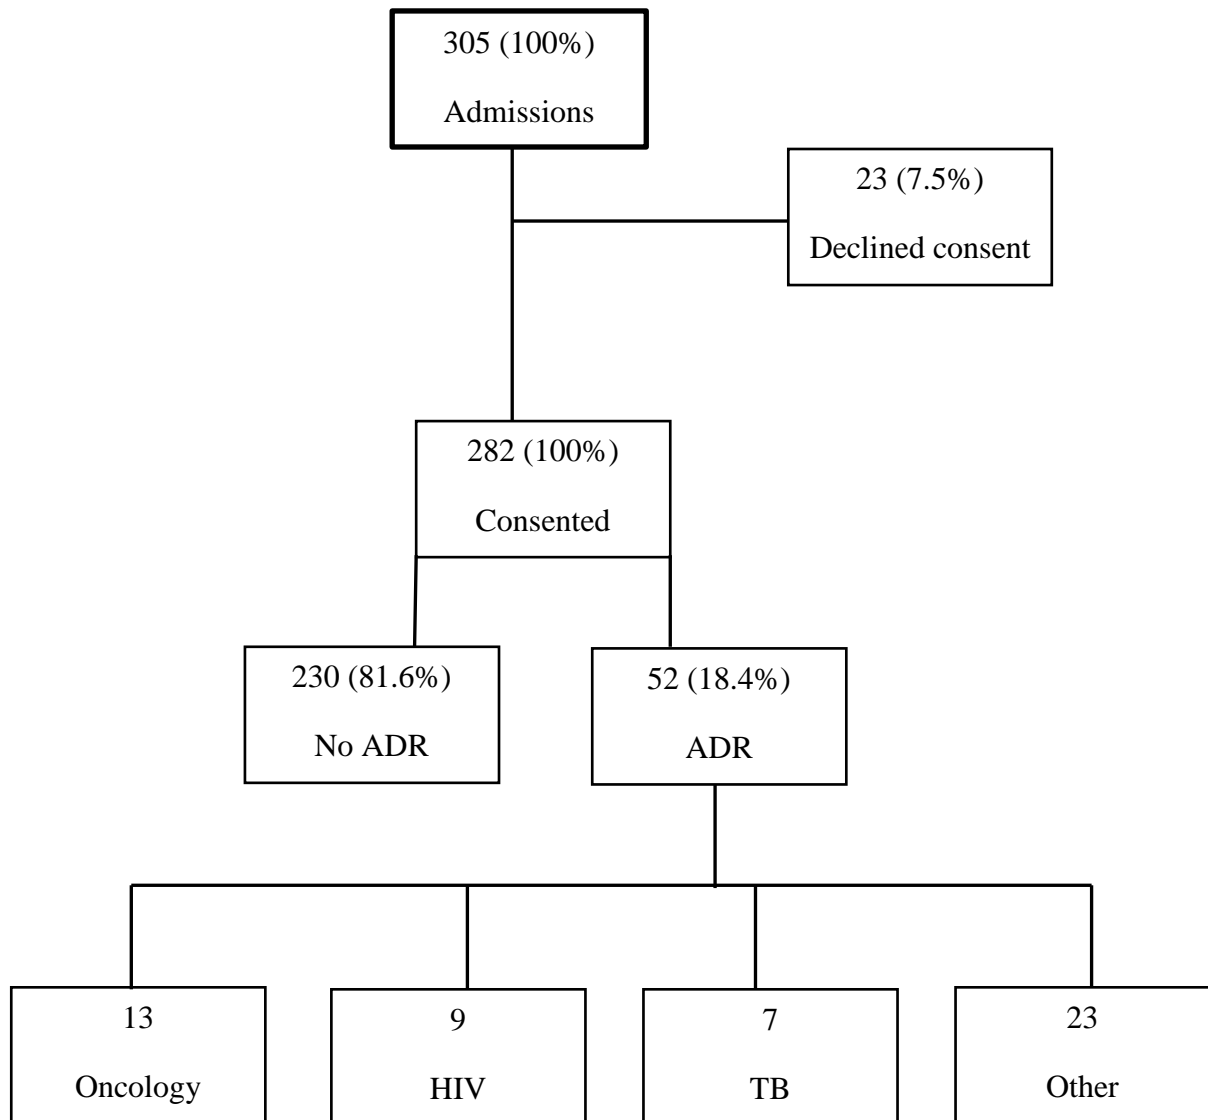 305 (100%)
Admissions
23 (7.5%)
Declined consent
282 (100%)
Consented
230 (81.6%)
No ADR
52 (18.4%)
ADR
13
Oncology
9
HIV
7
TB
23
Other